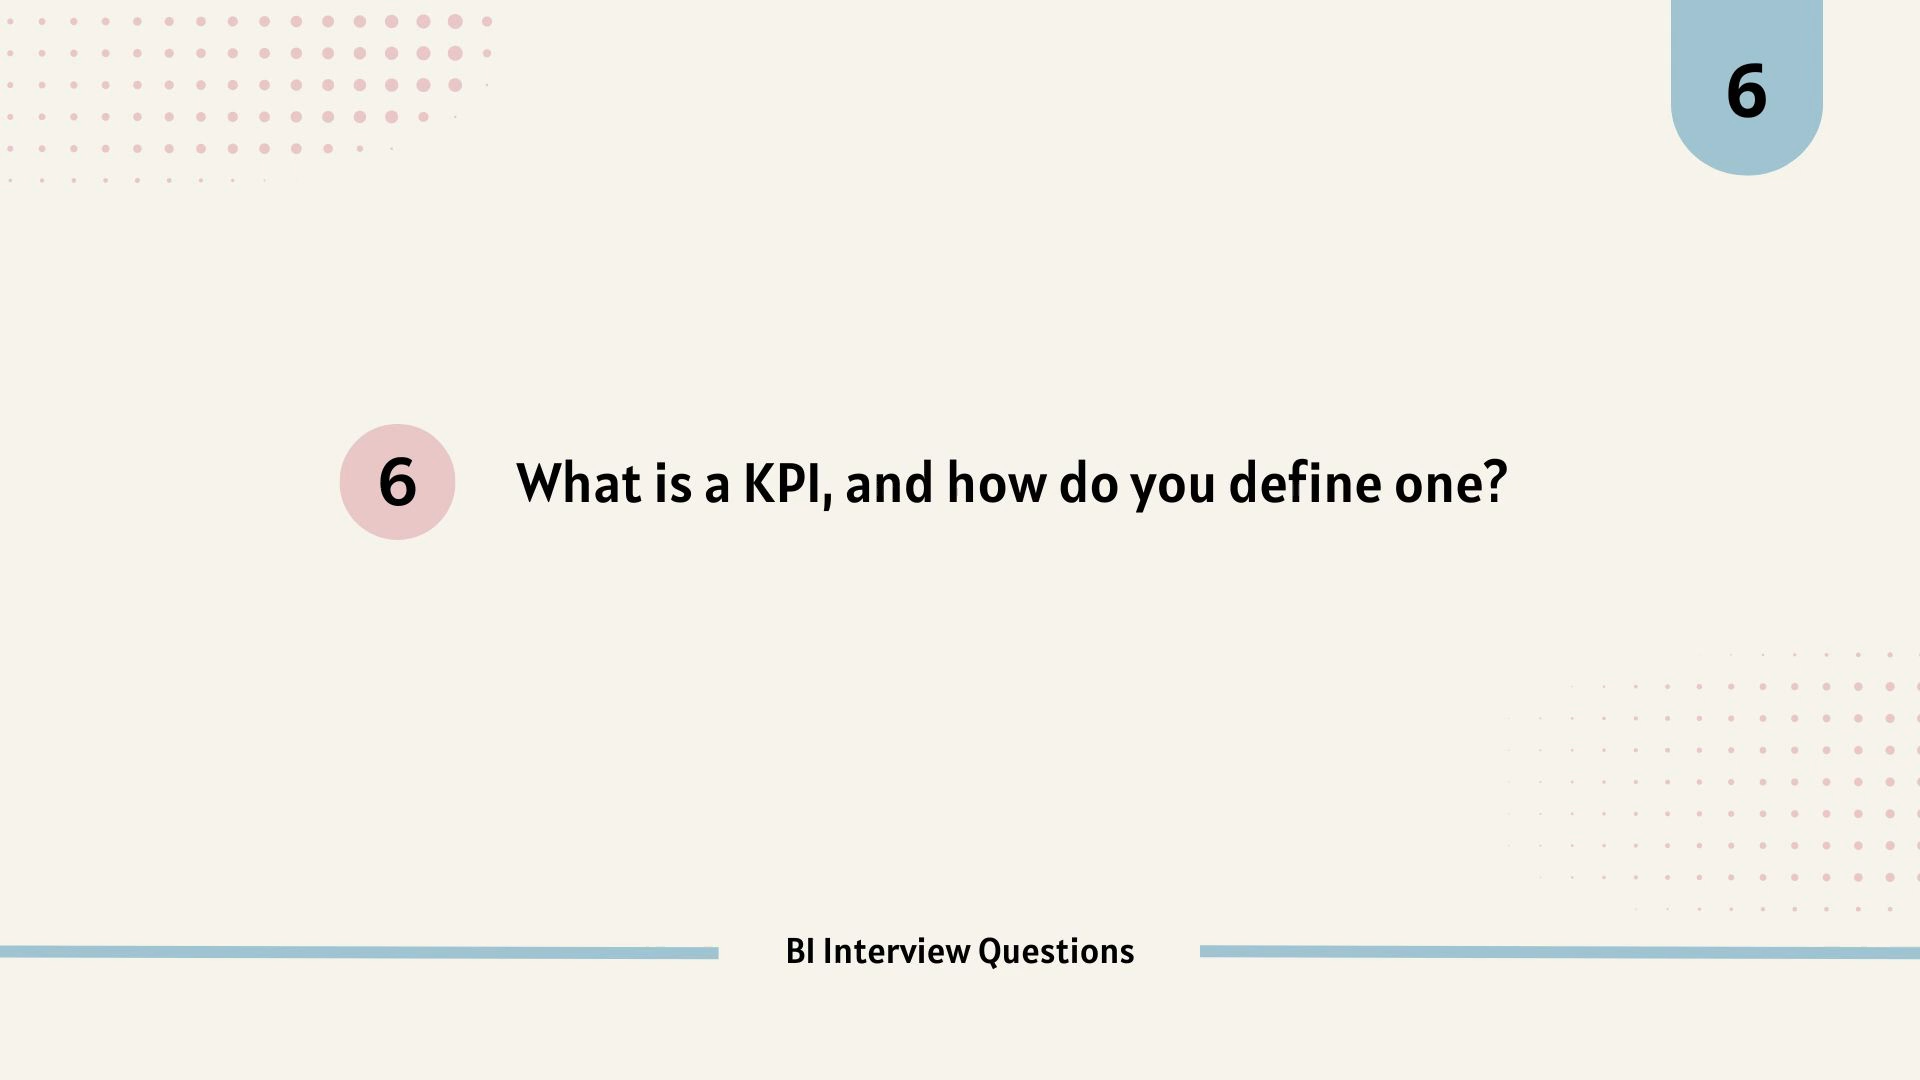 6
6 What is a KPI, and how do you define one?
BI Interview Questions